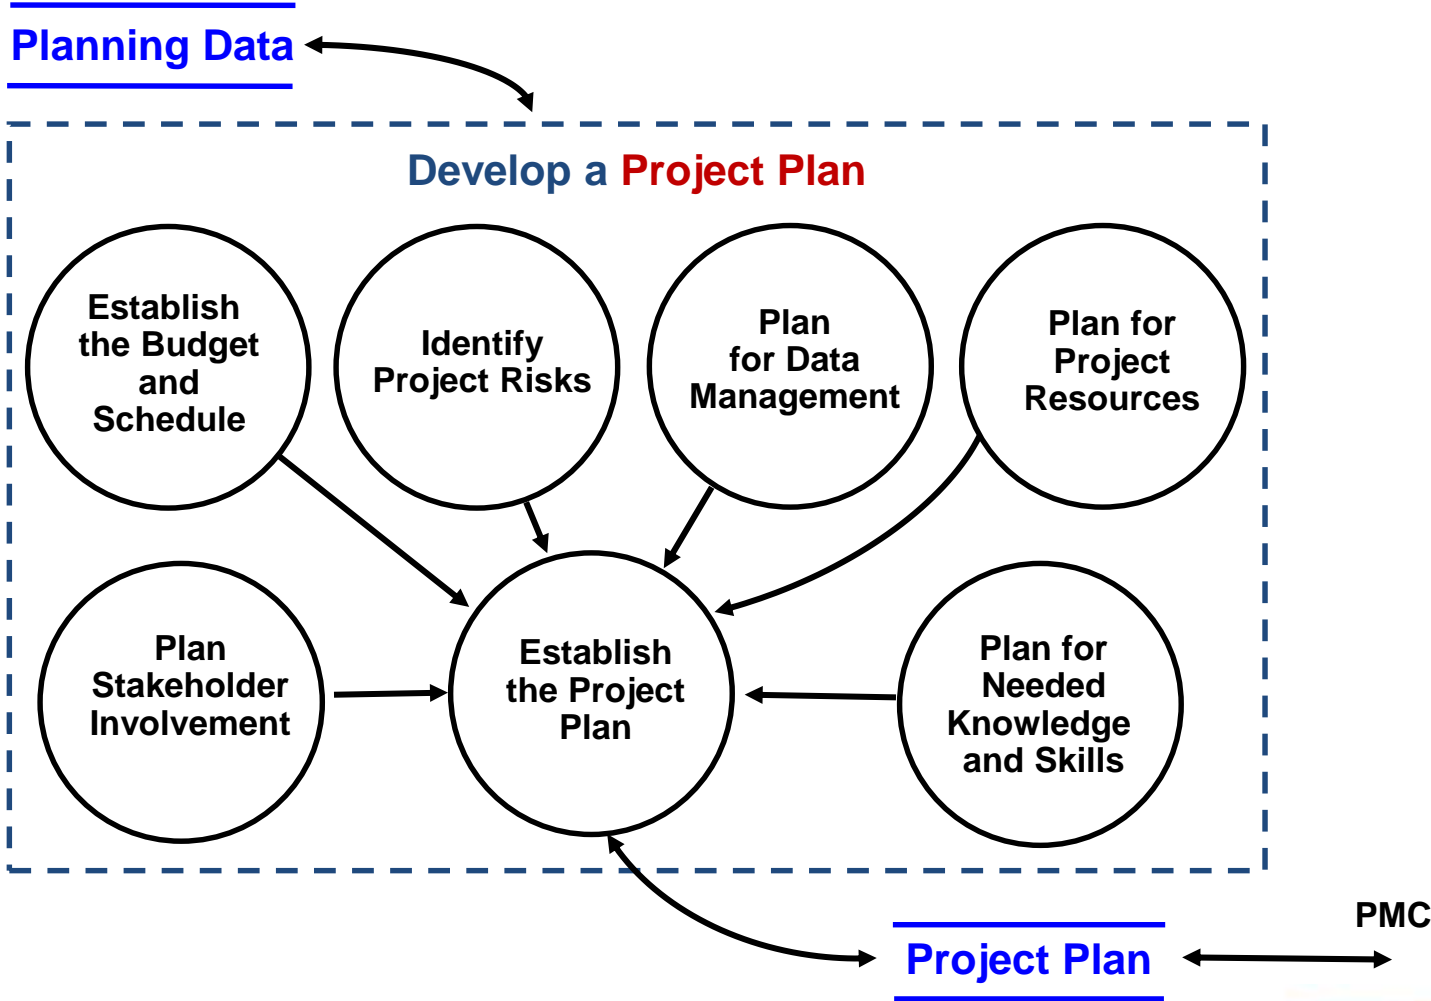 Planning Data
Develop a Project Plan
Establish
the Budget
and
Schedule
Identify
Project Risks
Plan
for Data
Management
Plan for
Project
Resources
Plan
Stakeholder
Involvement
Establish
the Project
Plan
Plan for
Needed
Knowledge
and Skills
PMC
Project Plan